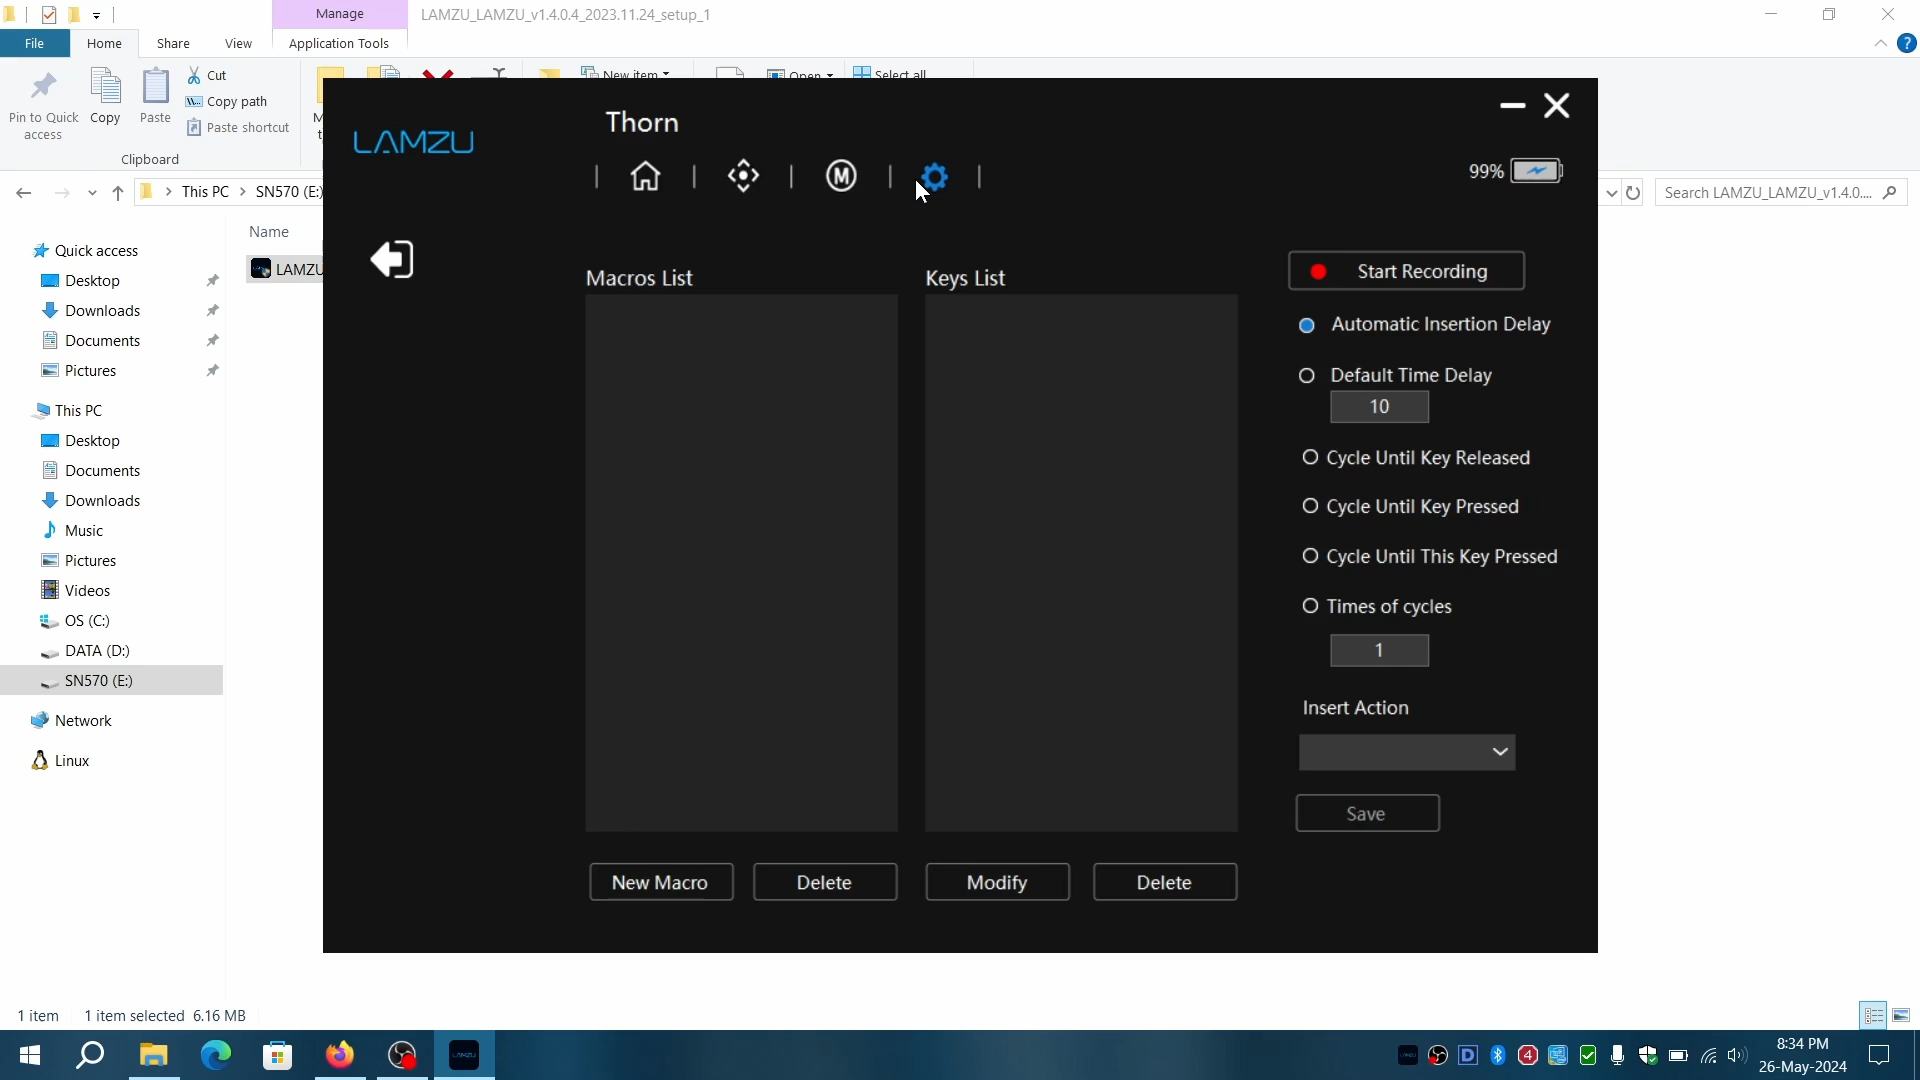 Manage
LAMZU_LAMZU_v1.4.0.4_2023.11.24_setup_1
File
Home
Share
View
Application Tools
Pin to Quick
access
Copy
Paste
Cut
Copy path
Paste shortcut
Clipboard
New item
Open
Select all
This PC
SN570 (E:)
Search LAMZU_LAMZU_v1.4.0....
Quick access
Desktop
Downloads
Documents
Pictures
This PC
Desktop
Documents
Downloads
Music
Pictures
Videos
OS (C:)
DATA (D:)
SN570 (E:)
Network
Linux
Name
LAMZU
LAMZU
Thorn
M
99%
Macros List
Keys List
Start Recording
Automatic Insertion Delay
Default Time Delay
10
Cycle Until Key Released
Cycle Until Key Pressed
Cycle Until This Key Pressed
Times of cycles
1
Insert Action
Save
New Macro
Delete
Modify
Delete
1 item
1 item selected 6.16 MB
8:34 PM
26-May-2024